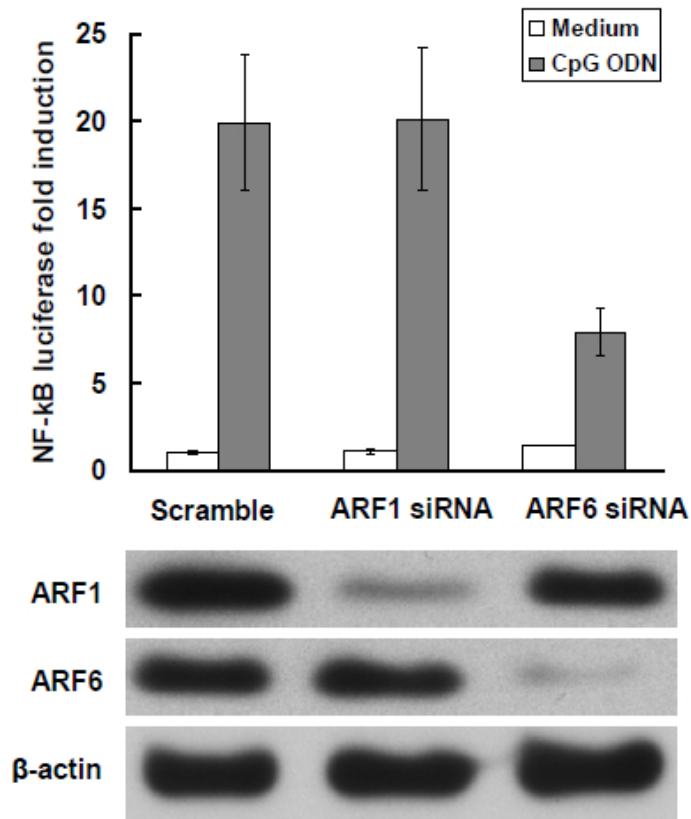 Medium
CpG ODN
NF-kB luciferase fold induction
25
20
15
10
5
0
Scramble ARF1 siRNA ARF6 siRNA
ARF1
ARF6
β-actin